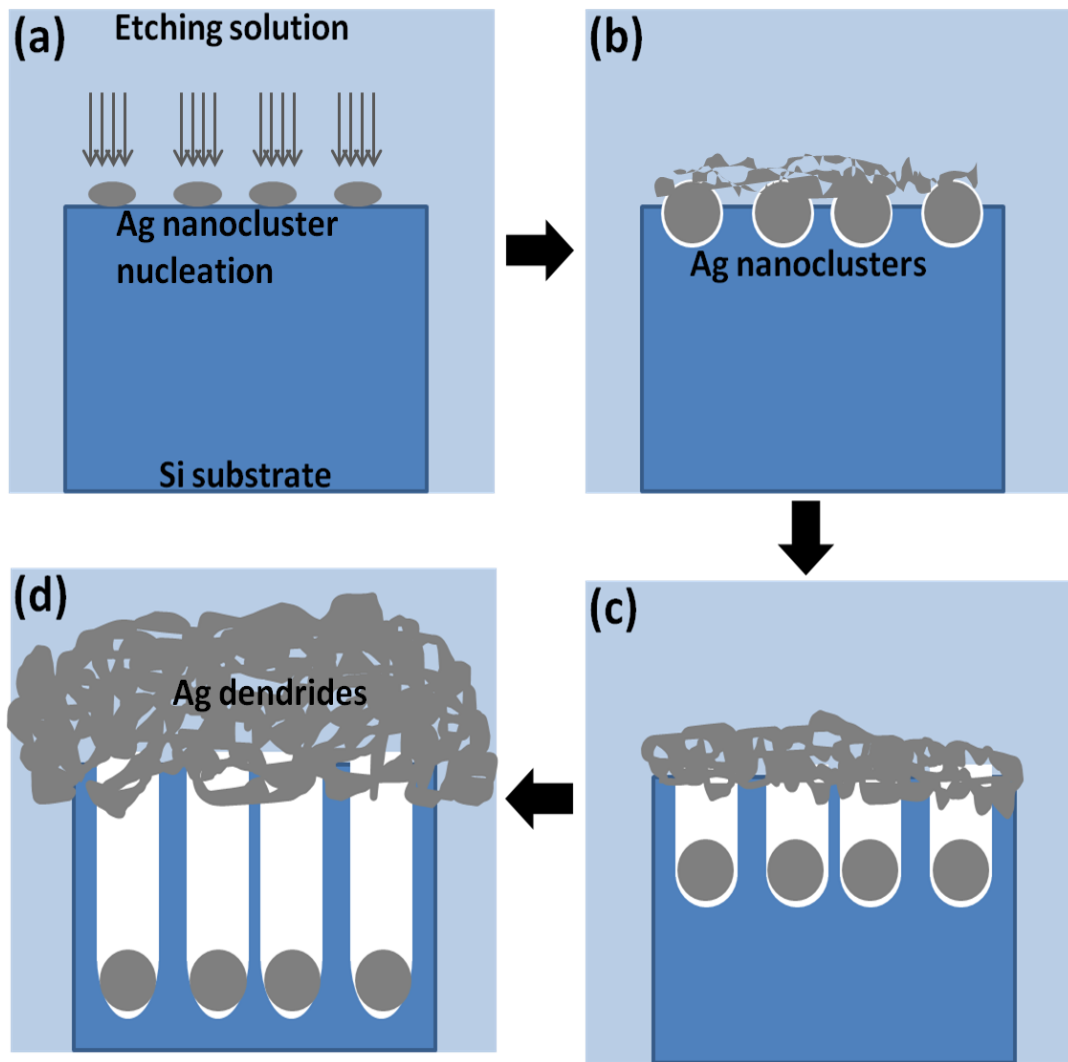 (a)
Etching solution
Ag nanocluster
nucleation
Si substrate
(b)
Ag nanoclusters
(c)
(d)
Ag dendrides